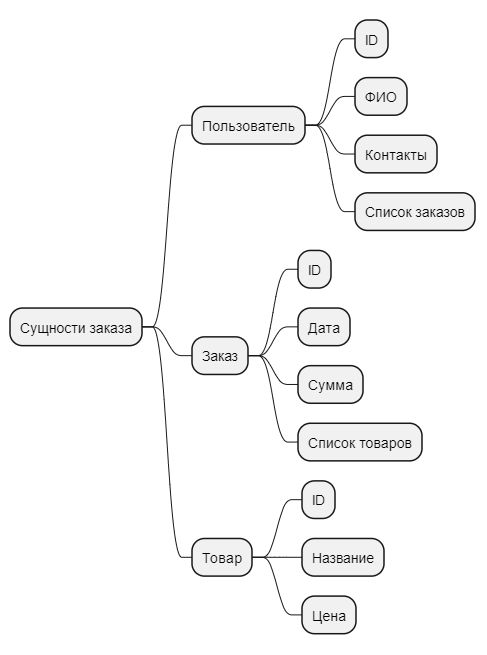 Сущности заказа
Пользователь
ID
ФИО
Контакты
Список заказов
Заказ
ID
Дата
Сумма
Список товаров
Товар
ID
Название
Цена